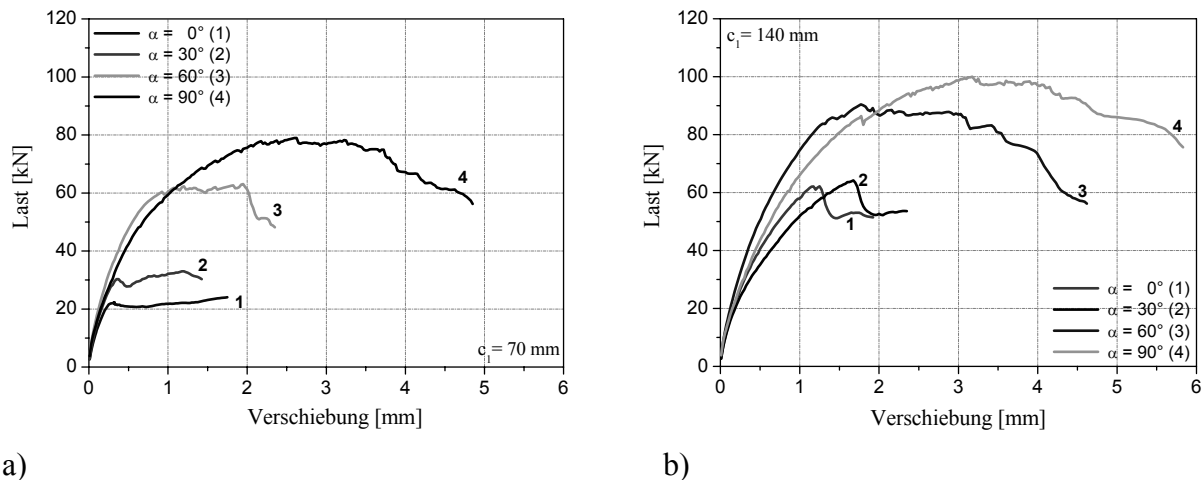 120
100
80
60
40
20
0
Last [kN]
α = 0° (1)
α = 30° (2)
α = 60° (3)
α = 90° (4)
4
3
2
1
c1= 70 mm
0 1 2 3 4 5 6
Verschiebung [mm]
a)
120
100
80
60
40
20
0
Last [kN]
c1= 140 mm
4
2
3
1
α = 0° (1)
α = 30° (2)
α = 60° (3)
α = 90° (4)
0 1 2 3 4 5 6
Verschiebung [mm]
b)